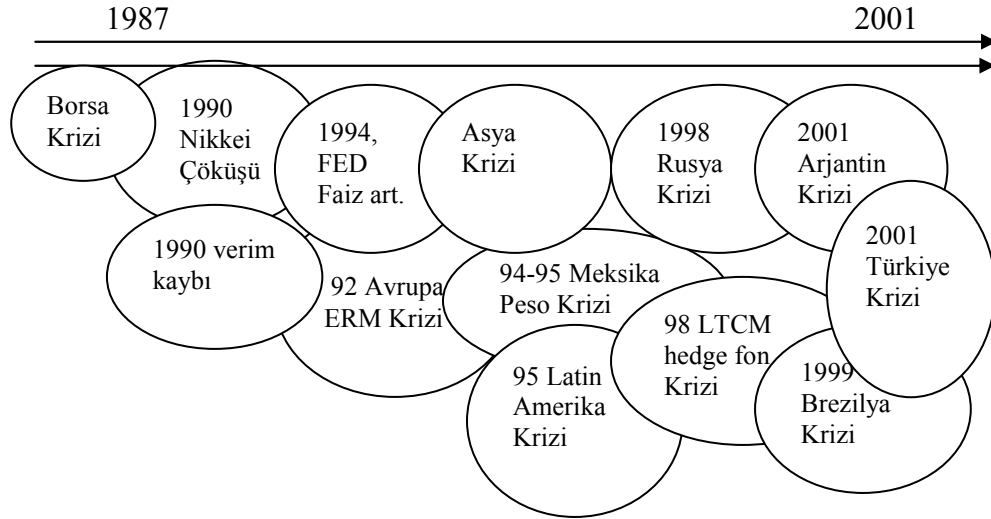 1987
2001
Borsa
Krizi
1990
Nikkei
Çöküşü
1994,
FED
Faiz art.
Asya
Krizi
1998
Rusya
Krizi
2001
Arjantin
Krizi
1990 verim
kaybı
92 Avrupa
ERM Krizi
94-95 Meksika
Peso Krizi
2001
Türkiye
Krizi
95 Latin
Amerika
Krizi
98 LTCM
hedge fon
Krizi
1999
Brezilya
Krizi